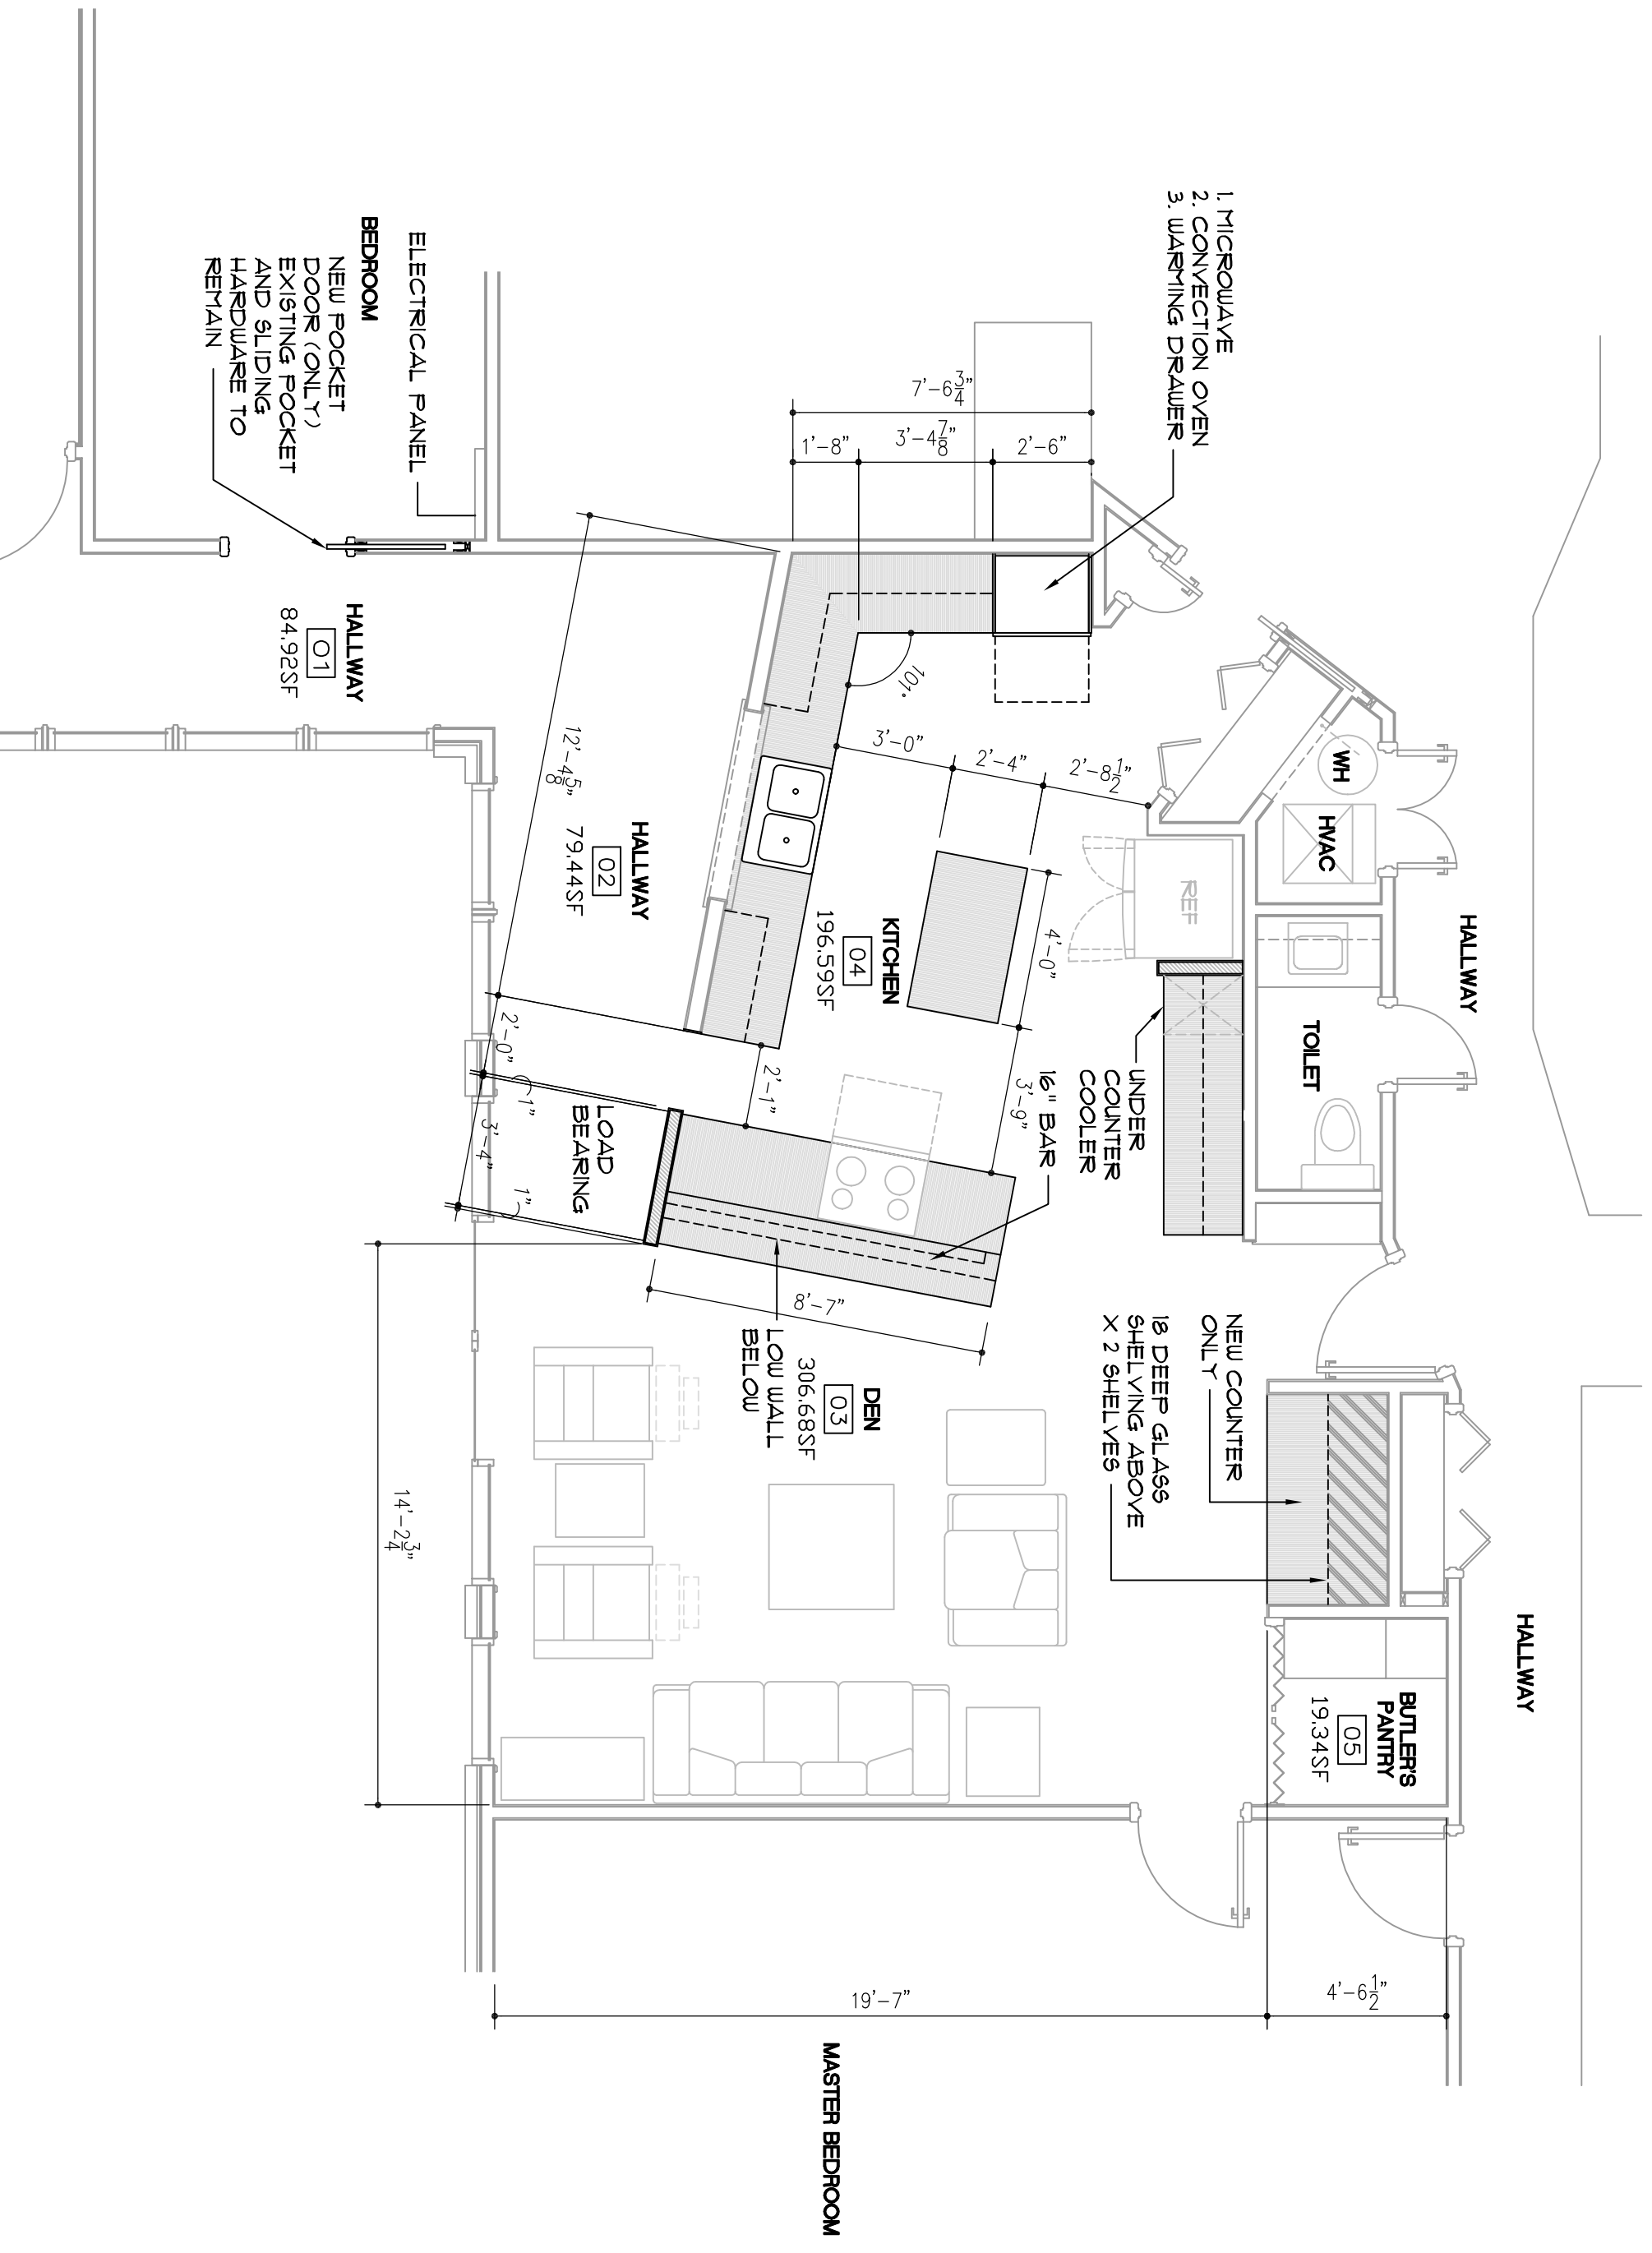 HALLWAY
HALLWAY
1. MICROWAVE
2. CONVECTION OVEN
3. WARMING DRAWER
WH
HVAC
TOILET
BUTLER'S
PANTRY
05
19.34SF
NEW COUNTER
ONLY
18 DEEP GLASS
SHELVING ABOVE
X 2 SHELVES
REF
UNDER
COUNTER
COOLER
16" BAR
7'-6 3/4"
1'-8"
3'-4 7/8"
2'-6"
101°
3'-0"
2'-4"
2'-8 1/2"
4'-0"
3'-9"
KITCHEN
04
196.59SF
DEN
03
306.68SF
LOW WALL
BELOW
8'-7"
2'-1"
HALLWAY
02
79.44SF
12'-4 5/8"
LOAD
BEARING
2'-0"
1"
3'-4"
1"
14'-2 3/4"
19'-7"
4'-6 1/2"
MASTER BEDROOM
ELECTRICAL PANEL
BEDROOM
NEW POCKET
DOOR (ONLY)
EXISTING POCKET
AND SLIDING
HARDWARE TO
REMAIN
HALLWAY
01
84.92SF